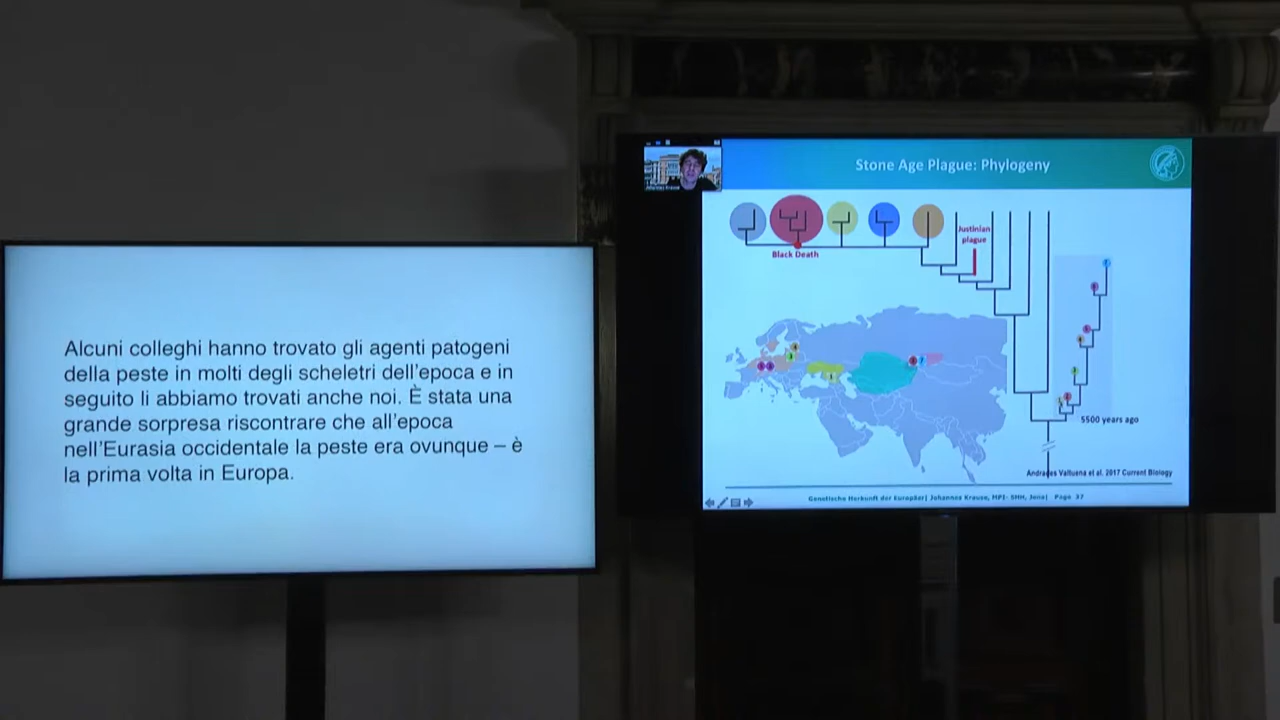 Alcuni colleghi hanno trovato gli agenti patogeni
della peste in molti degli scheletri dell'epoca e in
seguito li abbiamo trovati anche noi. È stata una
grande sorpresa riscontrare che all'epoca
nell'Eurasia occidentale la peste era ovunque – è
la prima volta in Europa.
Johannes Krause
Stone Age Plague: Phylogeny
Justinian
plague
Black Death
5500 years ago
Andrades Valtuena et al. 2017 Current Biology
Genetische Herkunft der Europäer| Johannes Krause, MPI- SHH, Jena| Page 37